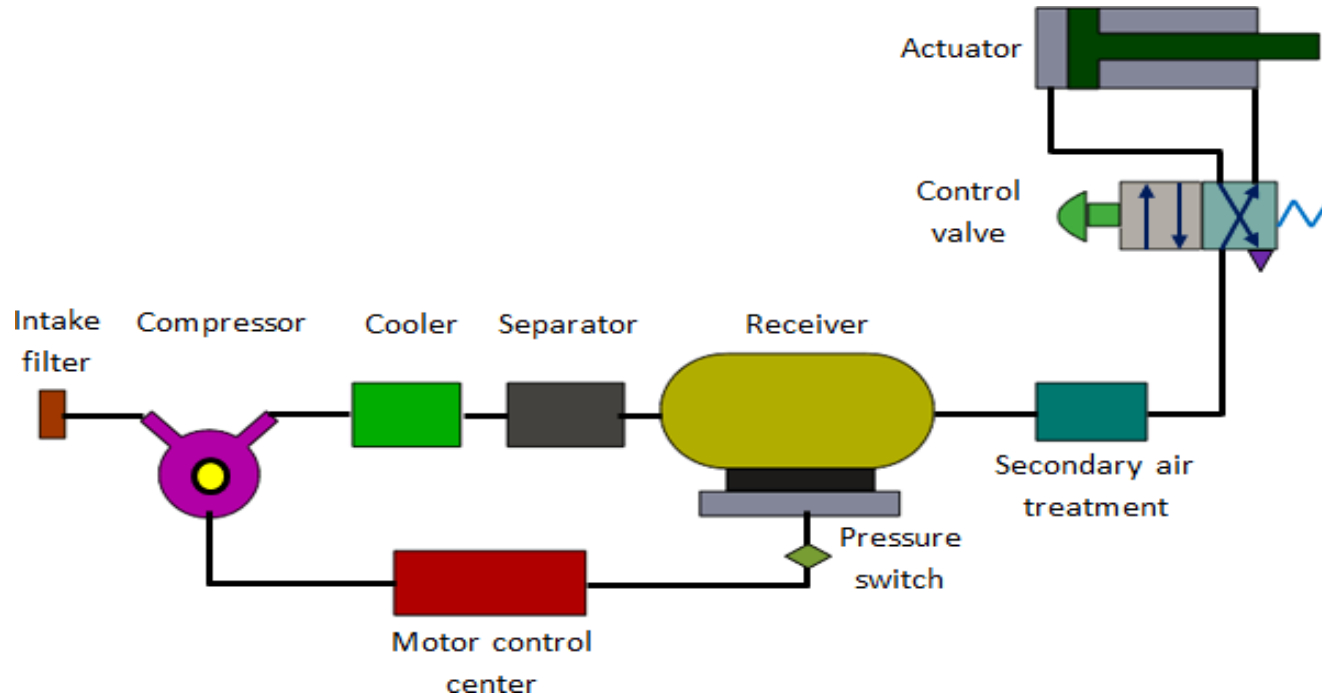 Actuator
Control
valve
Intake
filter
Compressor
Cooler
Separator
Receiver
Secondary air
treatment
Pressure
switch
Motor control
center